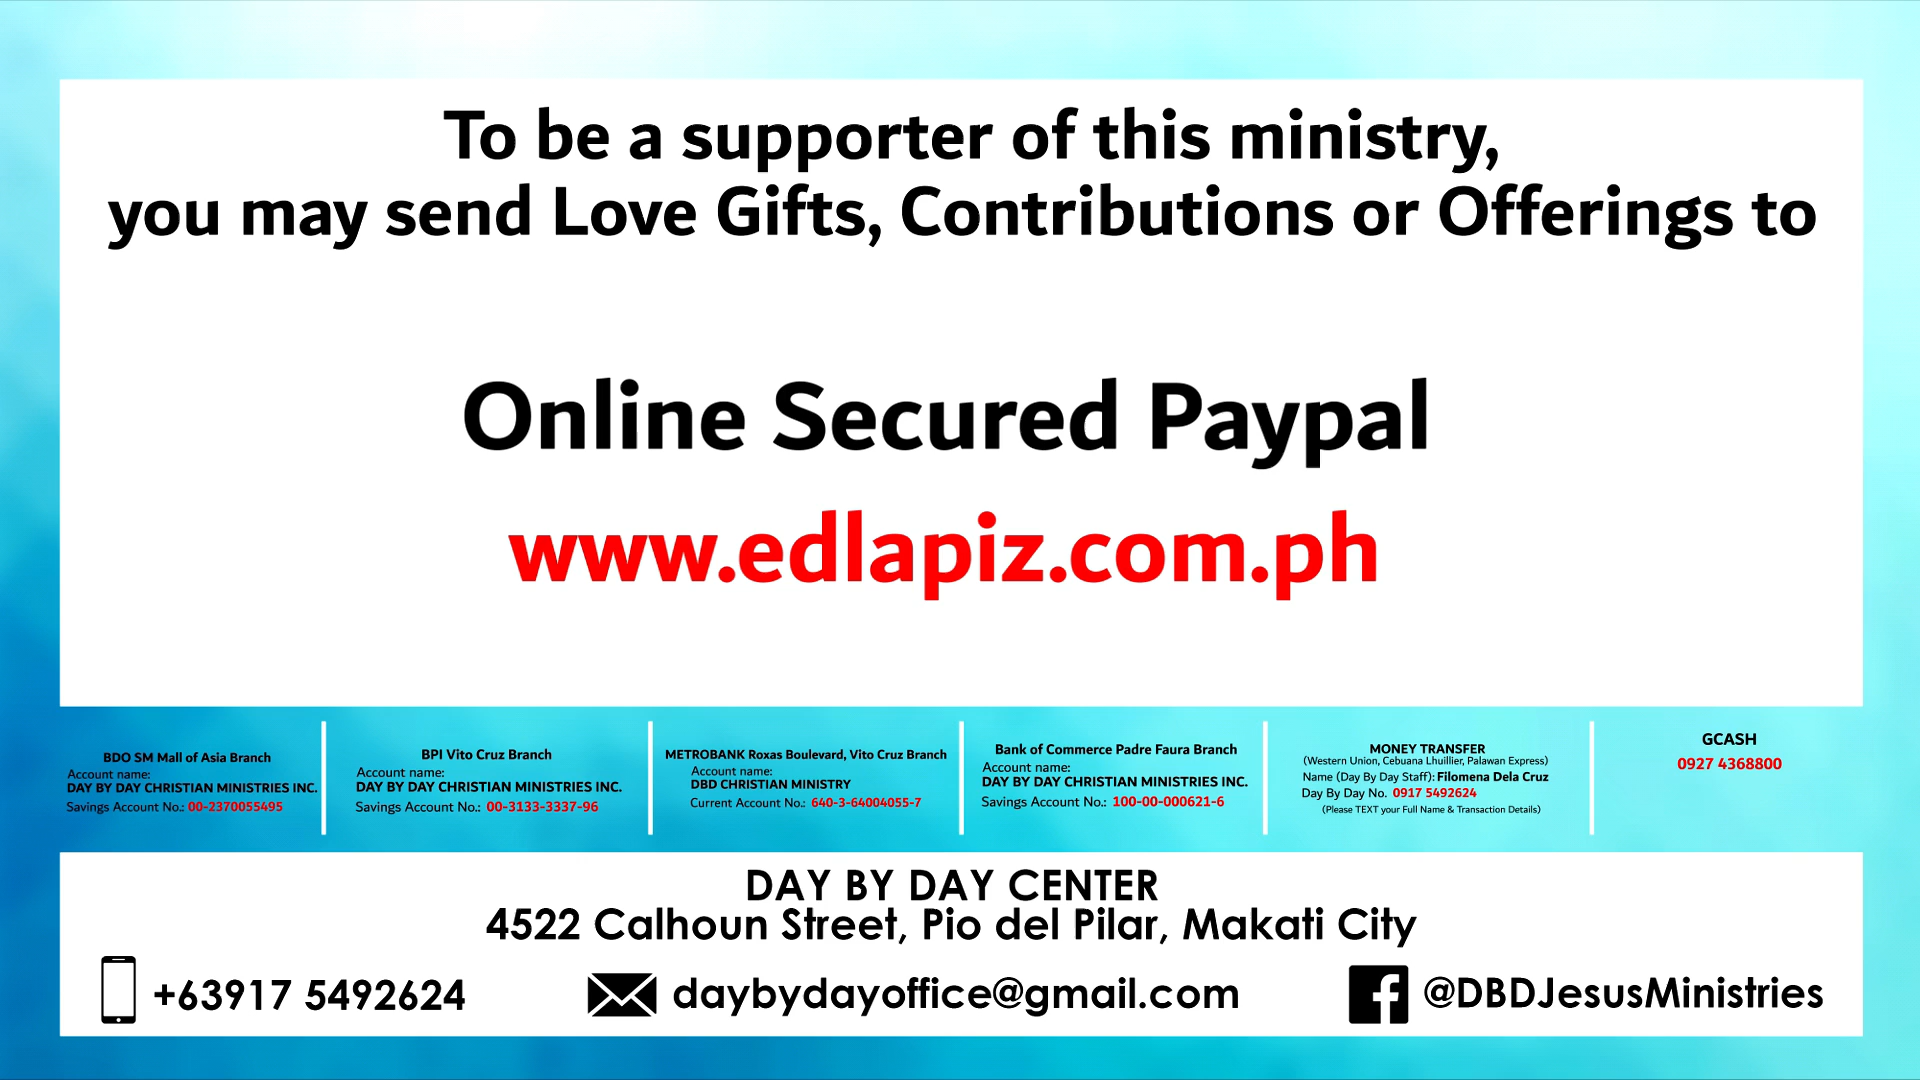 To be a supporter of this ministry,
you may send Love Gifts, Contributions or Offerings to
Online Secured Paypal
www.edlapiz.com.ph
BDO SM Mall of Asia Branch
Account name:
DAY BY DAY CHRISTIAN MINISTRIES INC.
Savings Account No.: 00-2370055495
BPI Vito Cruz Branch
Account name:
DAY BY DAY CHRISTIAN MINISTRIES INC.
Savings Account No.: 00-3133-3337-96
METROBANK Roxas Boulevard, Vito Cruz Branch
Account name:
DBD CHRISTIAN MINISTRY
Current Account No.: 640-3-64004055-7
Bank of Commerce Padre Faura Branch
Account name:
DAY BY DAY CHRISTIAN MINISTRIES INC.
Savings Account No.: 100-00-000621-6
MONEY TRANSFER
(Western Union, Cebuana Lhuillier, Palawan Express)
Name (Day By Day Staff): Filomena Dela Cruz
Day By Day No. 0917 5492624
(Please TEXT your Full Name & Transaction Details)
GCASH
0927 4368800
DAY BY DAY CENTER
4522 Calhoun Street, Pio del Pilar, Makati City
+63917 5492624
daybydayoffice@gmail.com
@DBDJesusMinistries